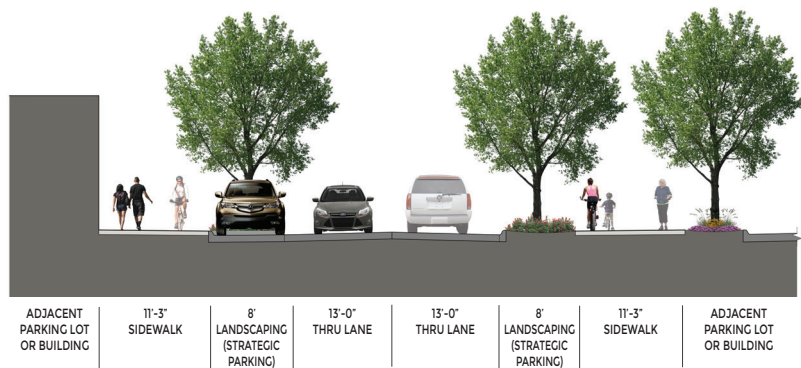 ADJACENT
PARKING LOT
OR BUILDING
11'-3"
SIDEWALK
8'
LANDSCAPING
(STRATEGIC
PARKING)
13'-0"
THRU LANE
13'-0"
THRU LANE
8'
LANDSCAPING
(STRATEGIC
PARKING)
11'-3"
SIDEWALK
ADJACENT
PARKING LOT
OR BUILDING